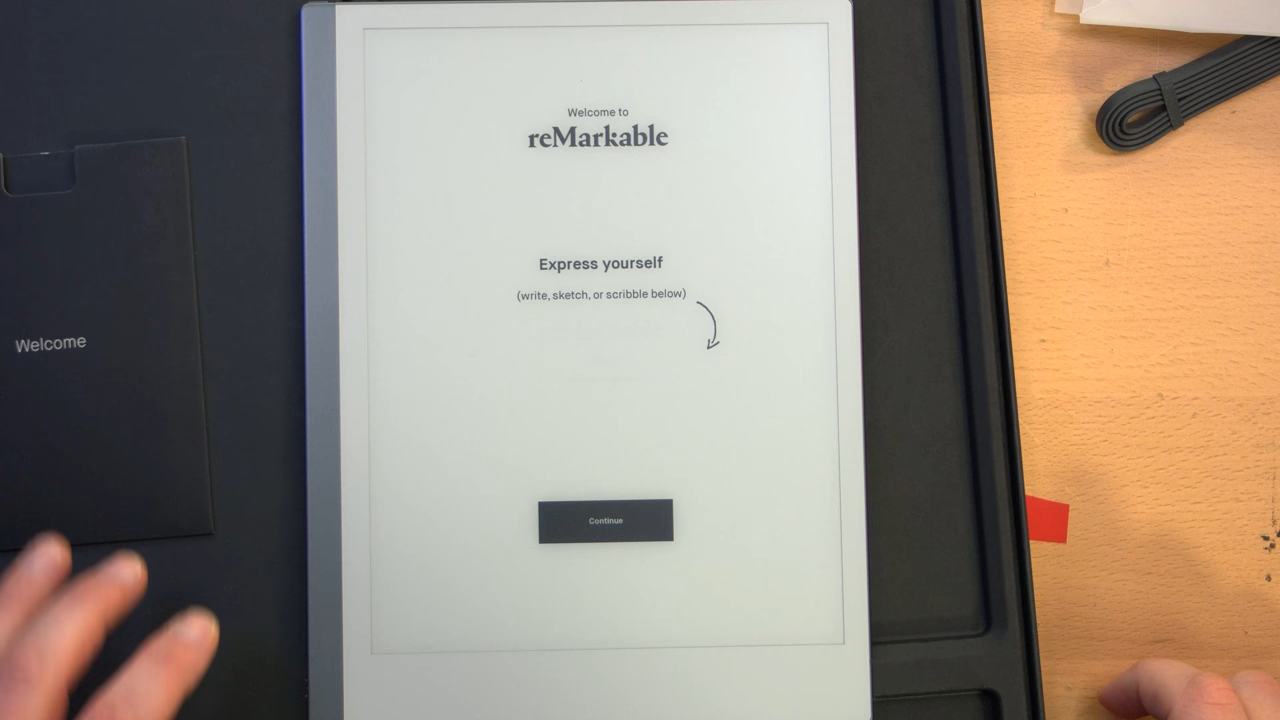 Welcome to
reMarkable
Express yourself
(write, sketch, or scribble below)
Welcome
Continue